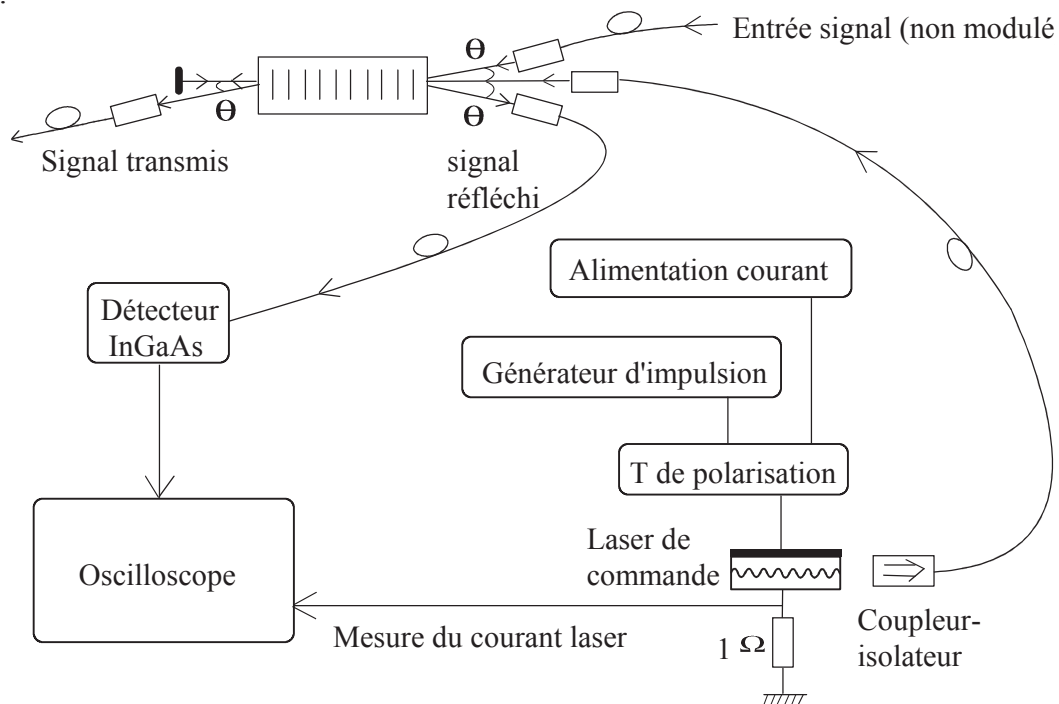 Entrée signal (non modulé
Θ
Θ
Θ
Signal transmis
signal
réfléchi
Alimentation courant
Détecteur
InGaAs
Générateur d'impulsion
T de polarisation
Laser de
commande
Oscilloscope
Coupleur-
isolateur
Mesure du courant laser
1 Ω